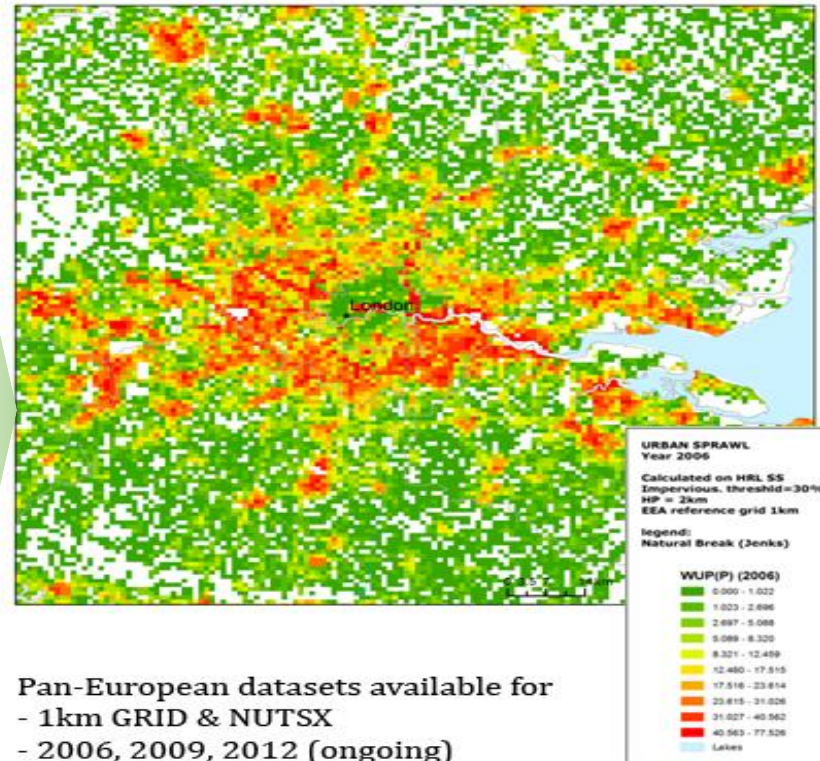 London
URBAN SPRAWL
Year 2006
Calculated on HRL SS
Impervious. threshld=30%
HP = 2km
EEA reference grid 1km
legend:
Natural Break (Jenks)
WUP(P) (2006)
0.000 - 1.022
1.023 - 2.696
2.697 - 5.088
5.089 - 8.320
8.321 - 12.459
12.460 - 17.515
17.516 - 23.614
23.615 - 31.026
31.027 - 40.562
40.563 - 77.526
Lakes
Pan-European datasets available for
- 1km GRID & NUTSX
- 2006, 2009, 2012 (ongoing)